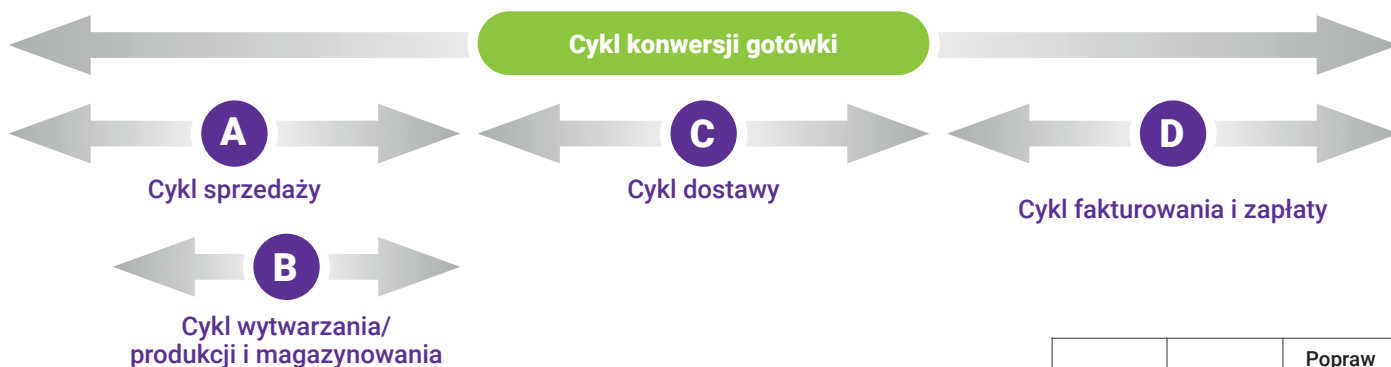 Cykl konwersji gotówki
A
C
D
Cykl sprzedaży
Cykl dostawy
Cykl fakturowania i zapłaty
B
Cykl wytwarzania/
produkcji i magazynowania
Popraw